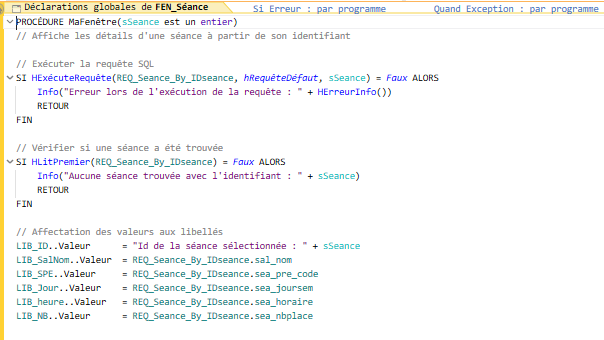 Déclarations globales de FEN_Séance Si Erreur : par programme Quand Exception : par programme
PROCÉDURE MaFenêtre(sSeance est un entier)
// Affiche les détails d'une séance à partir de son identifiant
// Exécuter la requête SQL
SI HExécuteRequête(REQ_Seance_By_IDseance, hRequêteDéfaut, sSeance) = Faux ALORS
Info("Erreur lors de l'exécution de la requête : " + HErreurInfo())
RETOUR
FIN
// Vérifier si une séance a été trouvée
SI HLitPremier(REQ_Seance_By_IDseance) = Faux ALORS
Info("Aucune séance trouvée avec l'identifiant : " + sSeance)
RETOUR
FIN
// Affectation des valeurs aux libellés
LIB_ID..Valeur = "Id de la séance sélectionnée : " + sSeance
LIB_SalNom..Valeur = REQ_Seance_By_IDseance.sal_nom
LIB_SPE..Valeur = REQ_Seance_By_IDseance.sea_pre_code
LIB_Jour..Valeur = REQ_Seance_By_IDseance.sea_joursem
LIB_heure..Valeur = REQ_Seance_By_IDseance.sea_horaire
LIB_NB..Valeur = REQ_Seance_By_IDseance.sea_nbplace